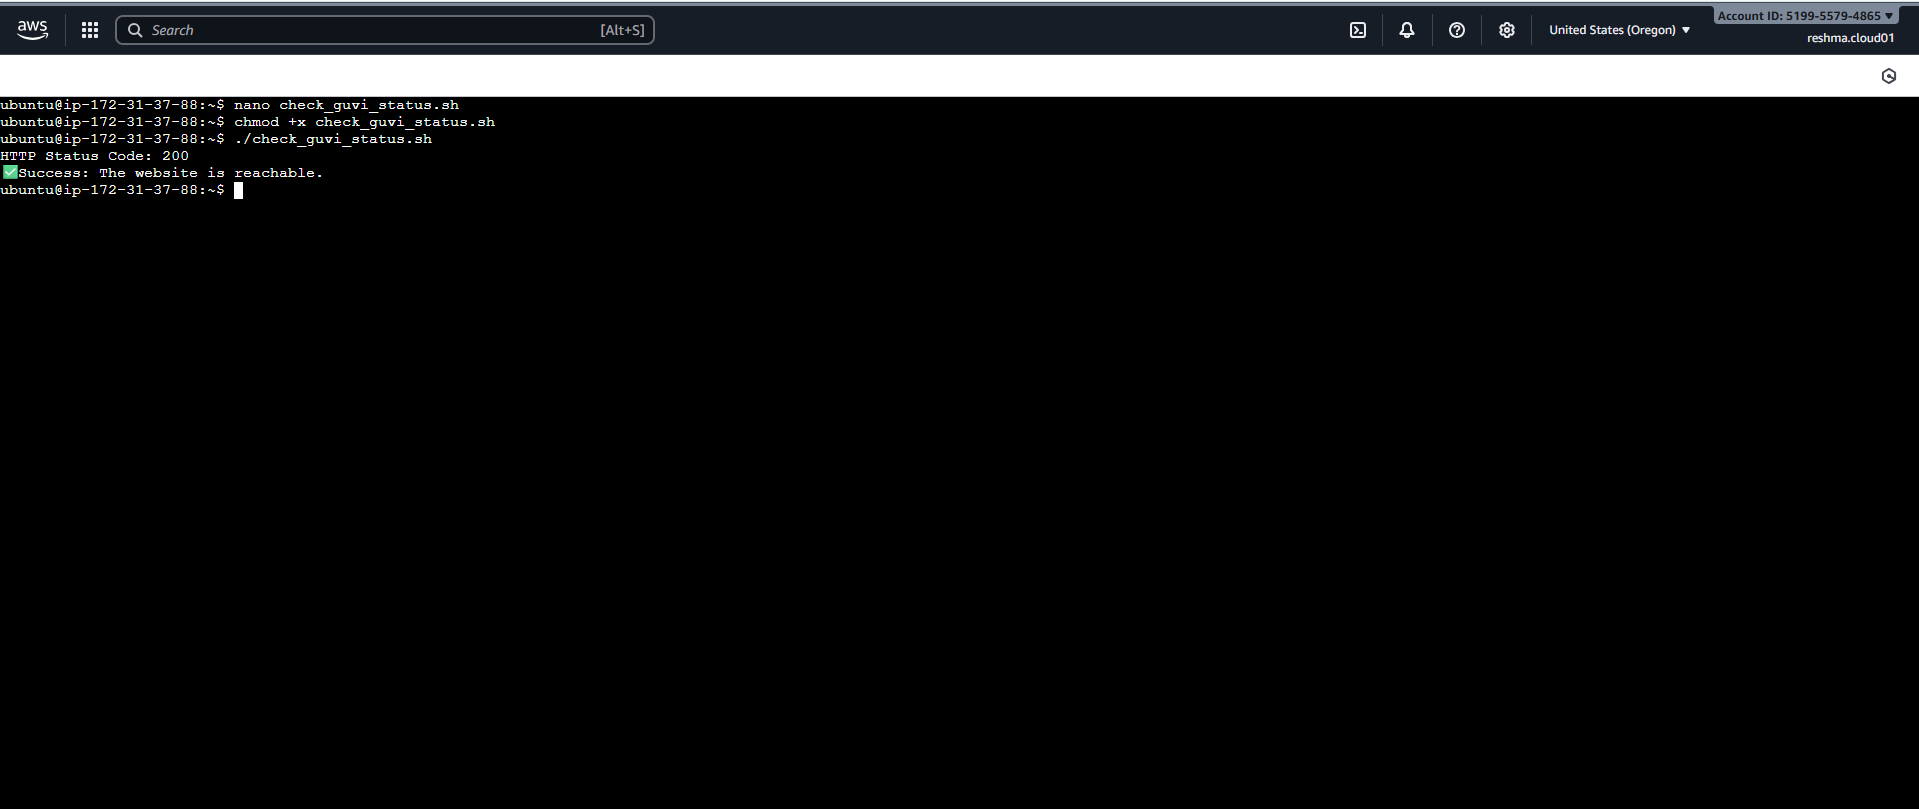 aws
Search
[Alt+S]
United States (Oregon)
Account ID: 5199-5579-4865
reshma.cloud01
ubuntu@ip-172-31-37-88:~$ nano check_guvi_status.sh
ubuntu@ip-172-31-37-88:~$ chmod +x check_guvi_status.sh
ubuntu@ip-172-31-37-88:~$ ./check_guvi_status.sh
HTTP Status Code: 200
✅Success: The website is reachable.
ubuntu@ip-172-31-37-88:~$